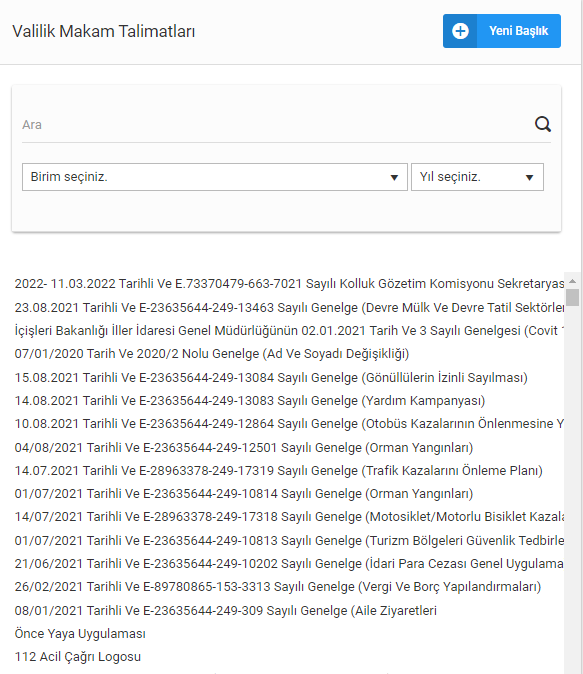 Valilik Makam Talimatları
Yeni Başlık
Ara
Birim seçiniz.
Yıl seçiniz.
2022- 11.03.2022 Tarihli Ve E.73370479-663-7021 Sayılı Kolluk Gözetim Komisyonu Sekretaryas
23.08.2021 Tarihli Ve E-23635644-249-13463 Sayılı Genelge (Devre Mülk Ve Devre Tatil Sektörler
İçişleri Bakanlığı İller İdaresi Genel Müdürlüğünün 02.01.2021 Tarih Ve 3 Sayılı Genelgesi (Covit 1
07/01/2020 Tarih Ve 2020/2 Nolu Genelge (Ad Ve Soyadı Değişikliği)
15.08.2021 Tarihli Ve E-23635644-249-13084 Sayılı Genelge (Gönüllülerin İzinli Sayılması)
14.08.2021 Tarihli Ve E-23635644-249-13083 Sayılı Genelge (Yardım Kampanyası)
10.08.2021 Tarihli Ve E-23635644-249-12864 Sayılı Genelge (Otobüs Kazalarının Önlenmesine Y
04/08/2021 Tarihli Ve E-23635644-249-12501 Sayılı Genelge (Orman Yangınları)
14.07.2021 Tarihli Ve E-28963378-249-17319 Sayılı Genelge (Trafik Kazalarını Önleme Planı)
01/07/2021 Tarihli Ve E-23635644-249-10814 Sayılı Genelge (Orman Yangınları)
14/07/2021 Tarihli Ve E-28963378-249-17318 Sayılı Genelge (Motosiklet/Motorlu Bisiklet Kazala
01/07/2021 Tarihli Ve E-23635644-249-10813 Sayılı Genelge (Turizm Bölgeleri Güvenlik Tedbirle
21/06/2021 Tarihli Ve E-23635644-249-10202 Sayılı Genelge (İdari Para Cezası Genel Uygulama
26/02/2021 Tarihli Ve E-89780865-153-3313 Sayılı Genelge (Vergi Ve Borç Yapılandırmaları)
08/01/2021 Tarihli Ve E-23635644-249-309 Sayılı Genelge (Aile Ziyaretleri
Önce Yaya Uygulaması
112 Acil Çağrı Logosu